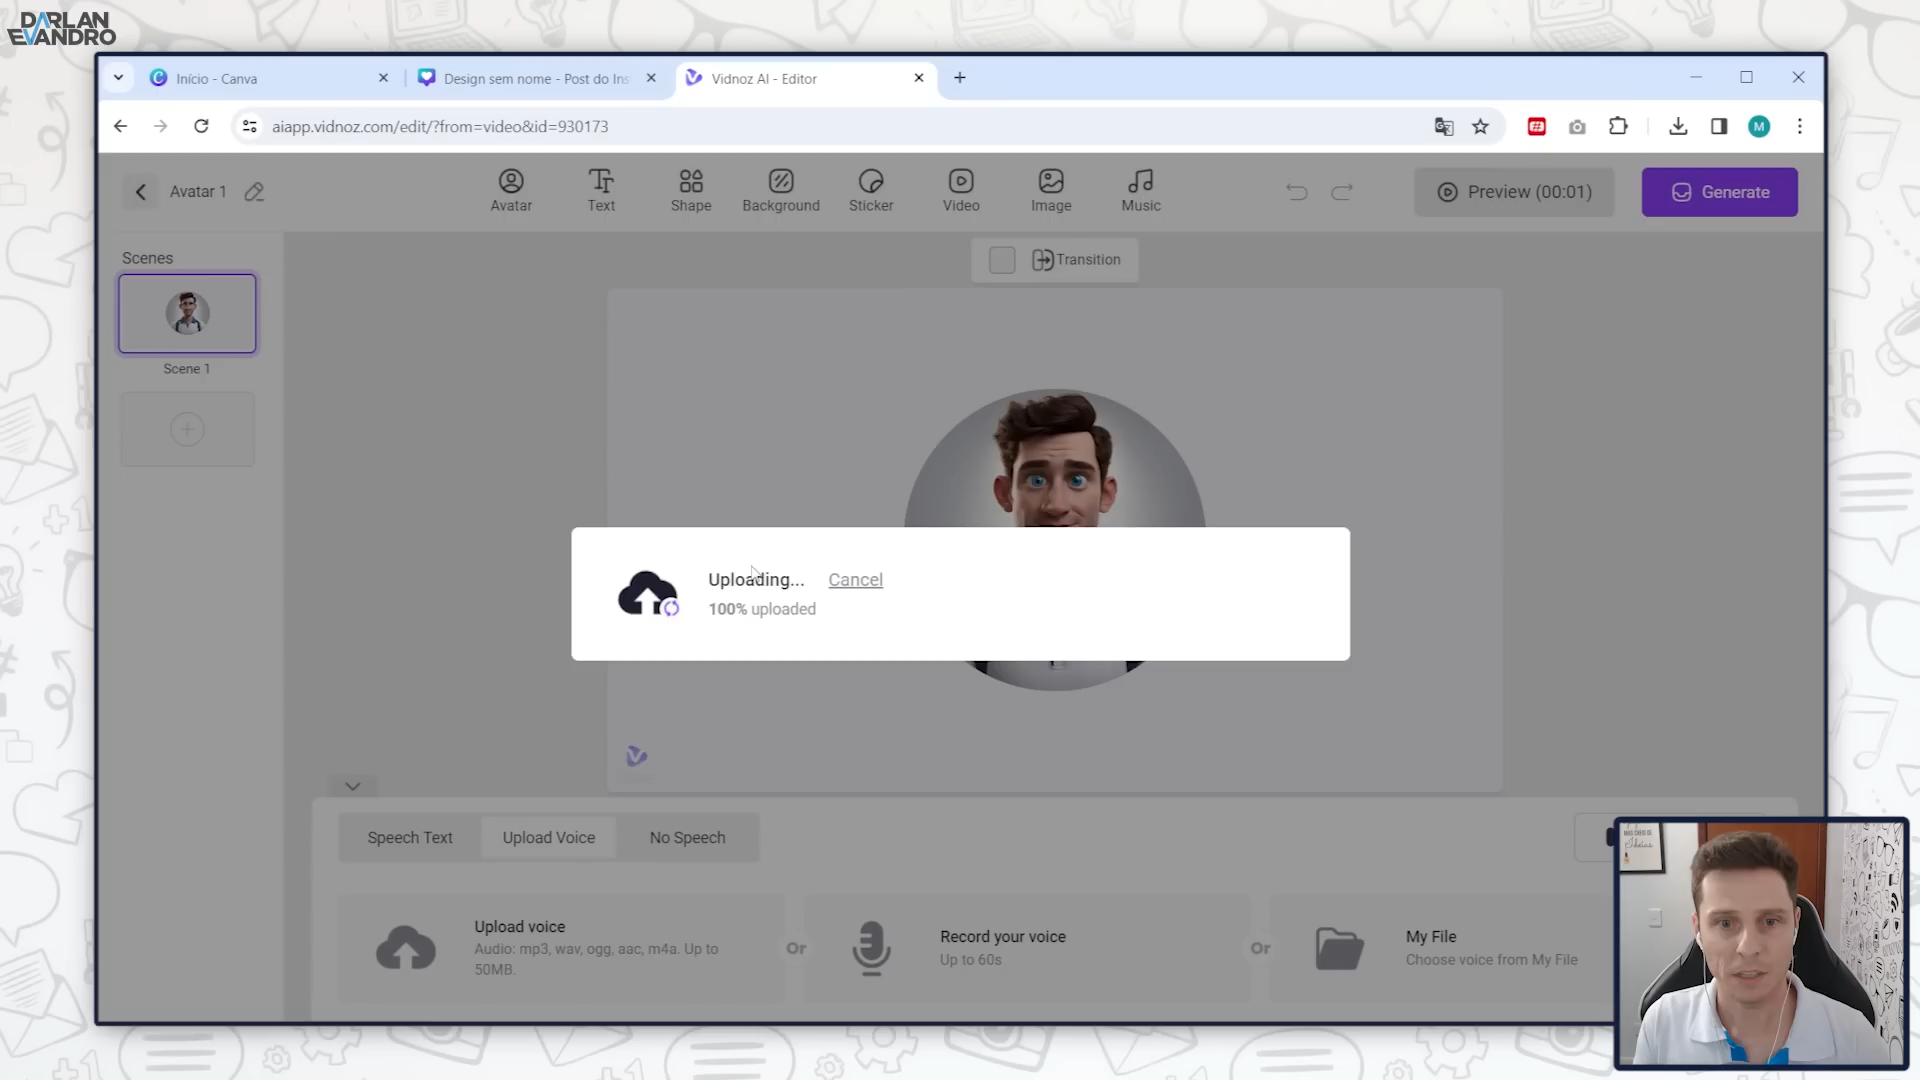 DARLAN
EVANDRO
Início - Canva
Design sem nome - Post do Ins
Vidnoz AI - Editor
aiapp.vidnoz.com/edit/?from=video&id=930173
M
Avatar 1
Avatar
Text
Shape
Background
Sticker
Video
Image
Music
Preview (00:01)
Generate
Scenes
Transition
Scene 1
Uploading...
Cancel
100% uploaded
Speech Text
Upload Voice
No Speech
Upload voice
Audio: mp3, wav, ogg, aac, m4a. Up to
50MB.
Or
Record your voice
Up to 60s
Or
My File
Choose voice from My File
Ideias